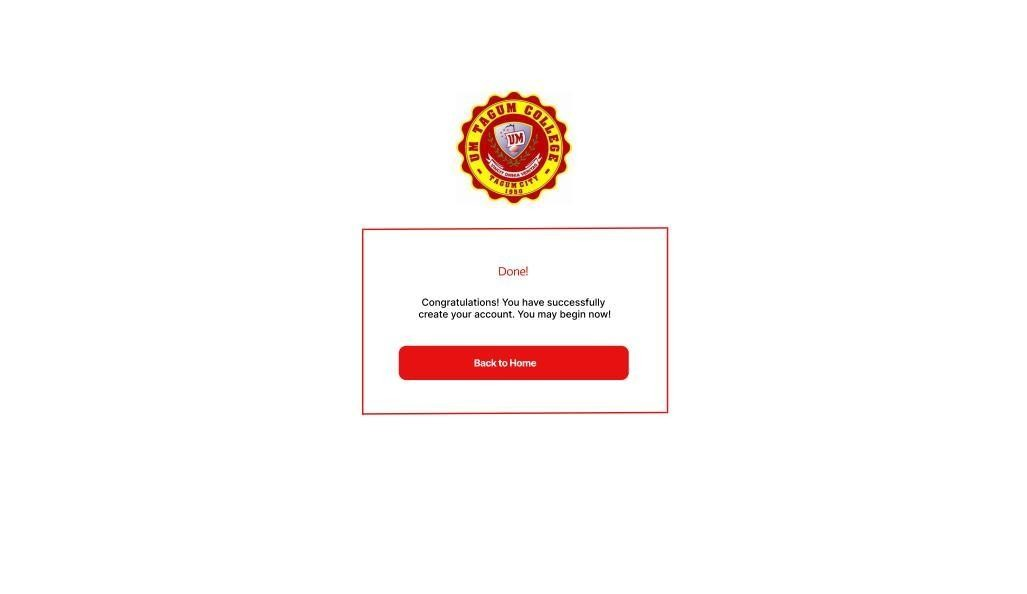 UM TAGUM COLLEGE
UM
OMNIA
TAGUM CITY
1950
Done!
Congratulations! You have successfully
create your account. You may begin now!
Back to Home